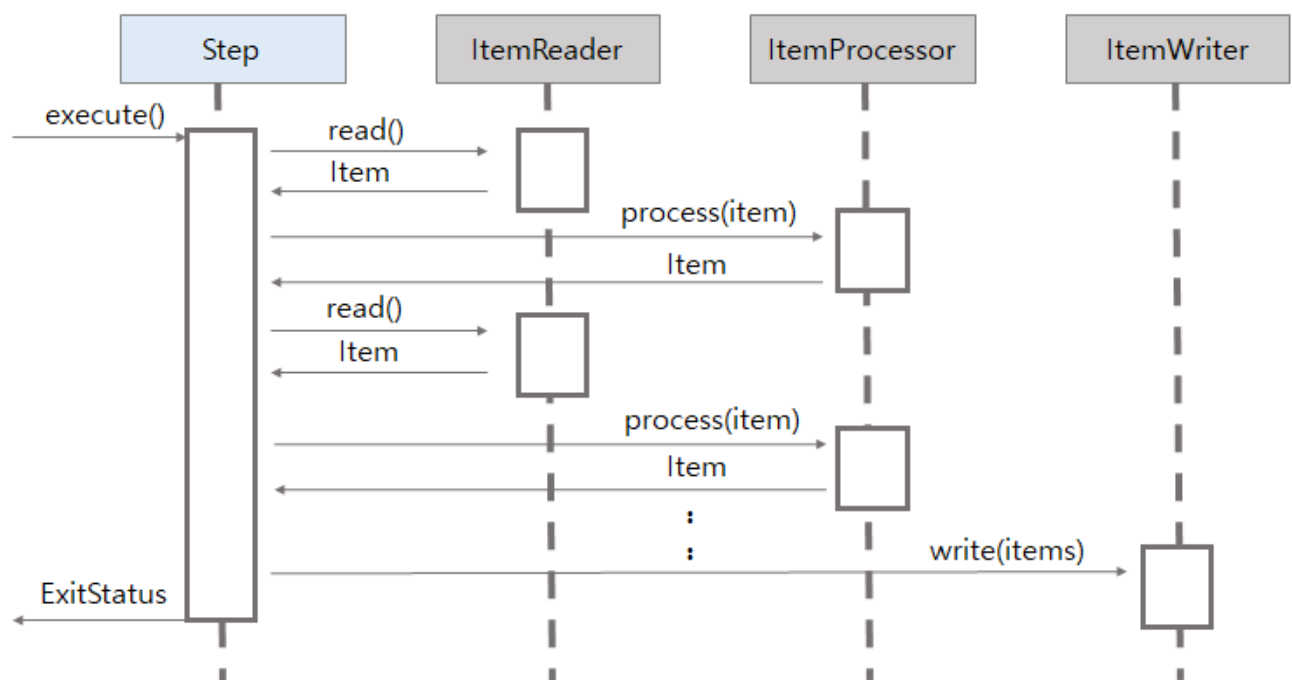 Step
ItemReader
ItemProcessor
ItemWriter
execute()
read()
Item
process(item)
Item
read()
Item
process(item)
Item
:
:
write(items)
ExitStatus